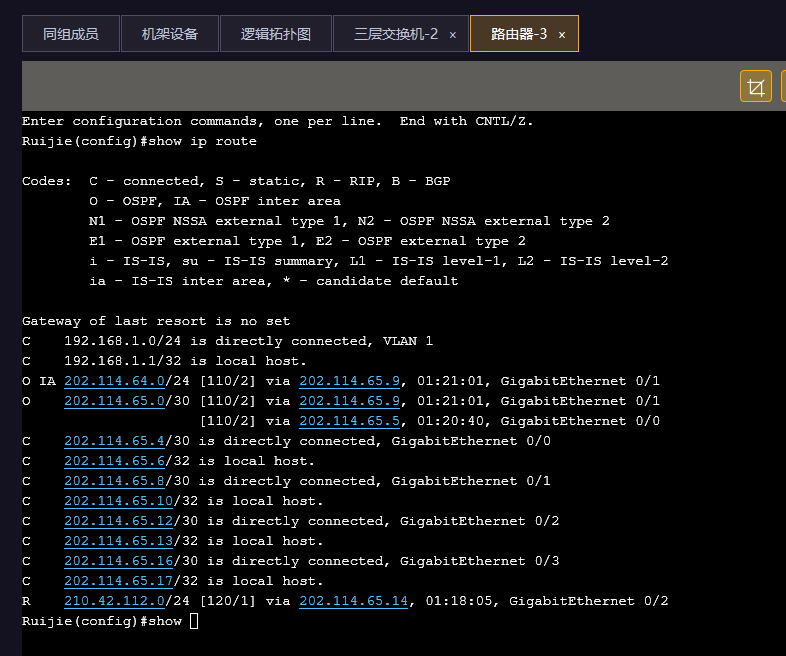 同组成员 机架设备 逻辑拓扑图 三层交换机-2 × 路由器-3 ×
Enter configuration commands, one per line.  End with CNTL/Z.
Ruijie(config)#show ip route
Codes:  C - connected, S - static, R - RIP, B - BGP
        O - OSPF, IA - OSPF inter area
        N1 - OSPF NSSA external type 1, N2 - OSPF NSSA external type 2
        E1 - OSPF external type 1, E2 - OSPF external type 2
        i - IS-IS, su - IS-IS summary, L1 - IS-IS level-1, L2 - IS-IS level-2
        ia - IS-IS inter area, * - candidate default
Gateway of last resort is no set
C    192.168.1.0/24 is directly connected, VLAN 1
C    192.168.1.1/32 is local host.
O IA 202.114.64.0/24 [110/2] via 202.114.65.9, 01:21:01, GigabitEthernet 0/1
O    202.114.65.0/30 [110/2] via 202.114.65.9, 01:21:01, GigabitEthernet 0/1
                     [110/2] via 202.114.65.5, 01:20:40, GigabitEthernet 0/0
C    202.114.65.4/30 is directly connected, GigabitEthernet 0/0
C    202.114.65.6/32 is local host.
C    202.114.65.8/30 is directly connected, GigabitEthernet 0/1
C    202.114.65.10/32 is local host.
C    202.114.65.12/30 is directly connected, GigabitEthernet 0/2
C    202.114.65.13/32 is local host.
C    202.114.65.16/30 is directly connected, GigabitEthernet 0/3
C    202.114.65.17/32 is local host.
R    210.42.112.0/24 [120/1] via 202.114.65.14, 01:18:05, GigabitEthernet 0/2
Ruijie(config)#show